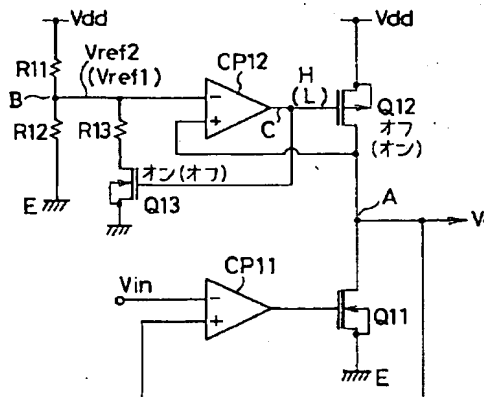 Vdd
Vdd
R11
Vref2
(Vref1)
CP12
H
(L)
B
Q12
オフ
(オン)
C
R12
R13
オン(オフ)
Q13
E
A
V
CP11
Vin
Q11
E